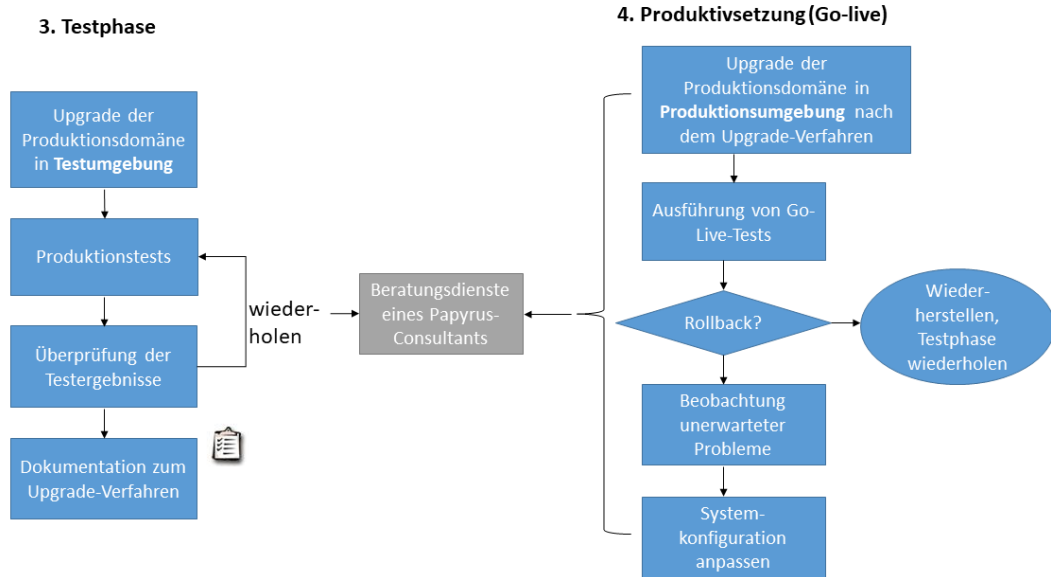 3. Testphase
Upgrade der
Produktionsdomäne
in Testumgebung
Produktionstests
Überprüfung der
Testergebnisse
Dokumentation zum
Upgrade-Verfahren
wieder-
holen
Beratungsdienste
eines Papyrus-
Consultants
4. Produktivsetzung (Go-live)
Upgrade der
Produktionsdomäne in
Produktionsumgebung nach
dem Upgrade-Verfahren
Ausführung von Go-
Live-Tests
Rollback?
Wieder-
herstellen,
Testphase
wiederholen
Beobachtung
unerwarteter
Probleme
System-
konfiguration
anpassen